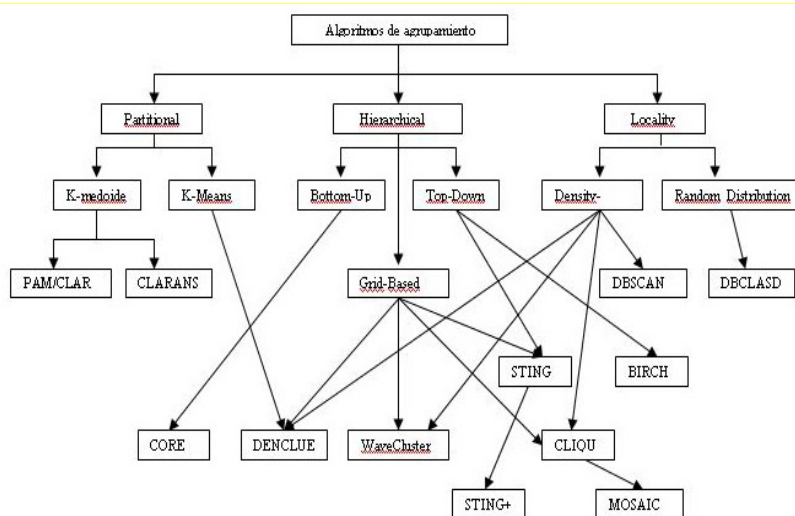 Algoritmos de agrupamiento
Partitional
Hierarchical
Locality
K-medoide
K-Means
Bottom-Up
Top-Down
Density-
Random Distribution
PAM/CLAR
CLARANS
Grid-Based
DBSCAN
DBCLASD
STING
BIRCH
CORE
DENCLUE
WaveCluster
CLIQU
STING+
MOSAIC